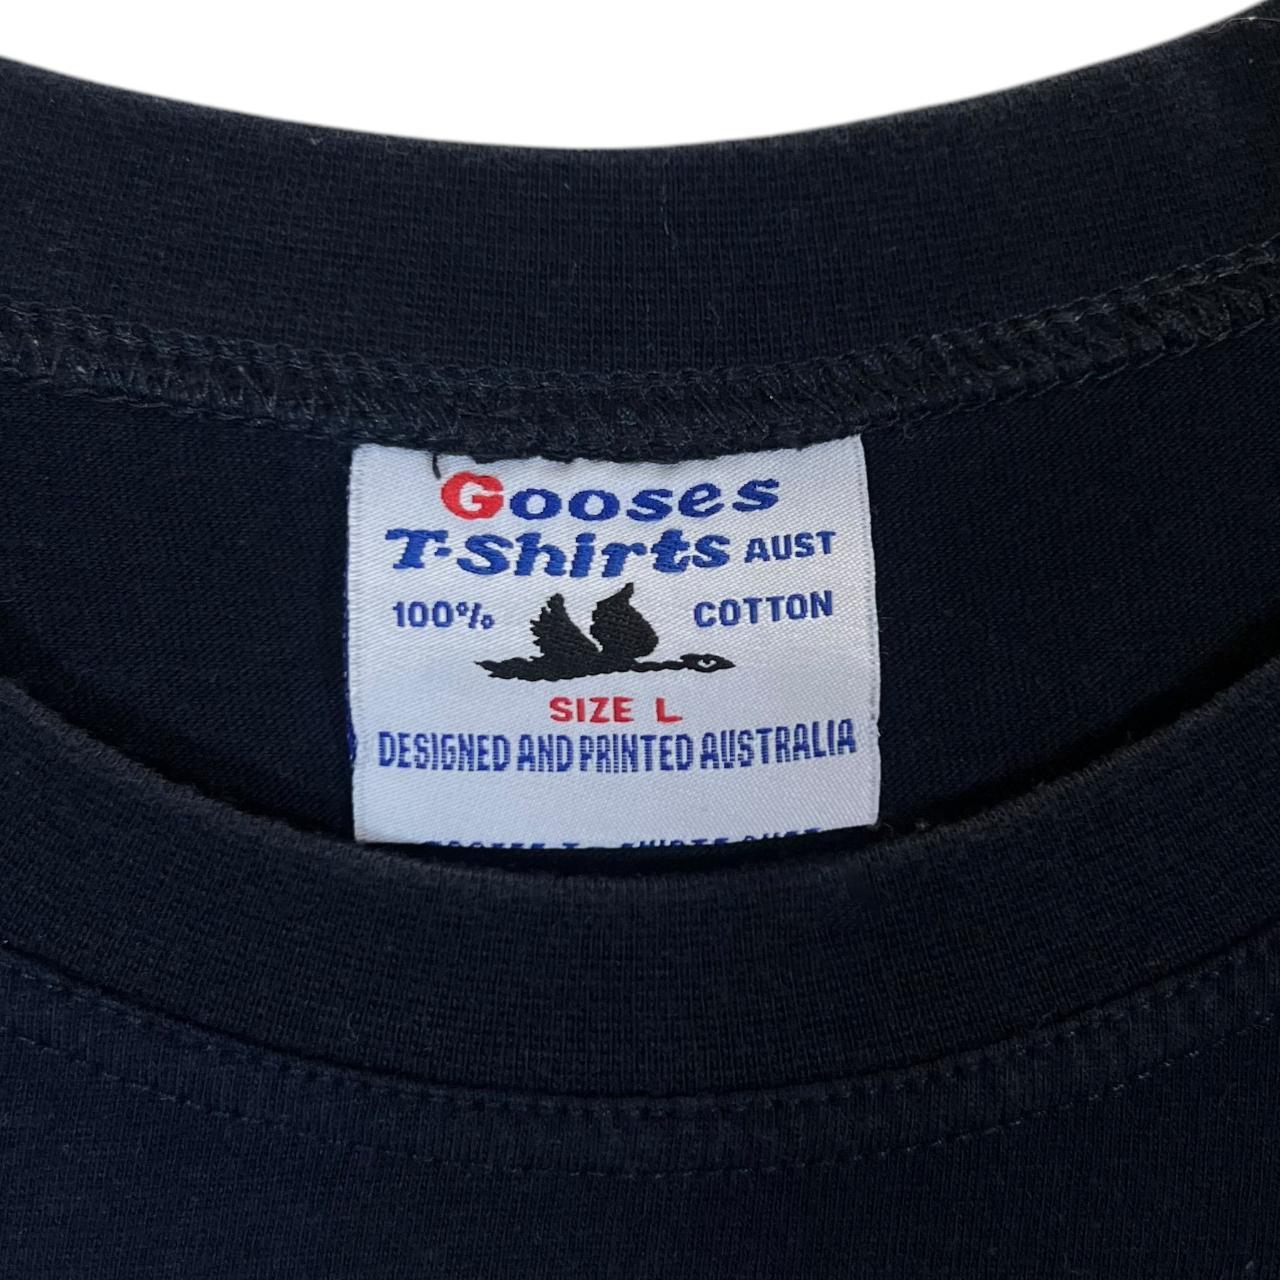 Gooses
T-Shirts AUST
100% COTTON
SIZE L
DESIGNED AND PRINTED AUSTRALIA